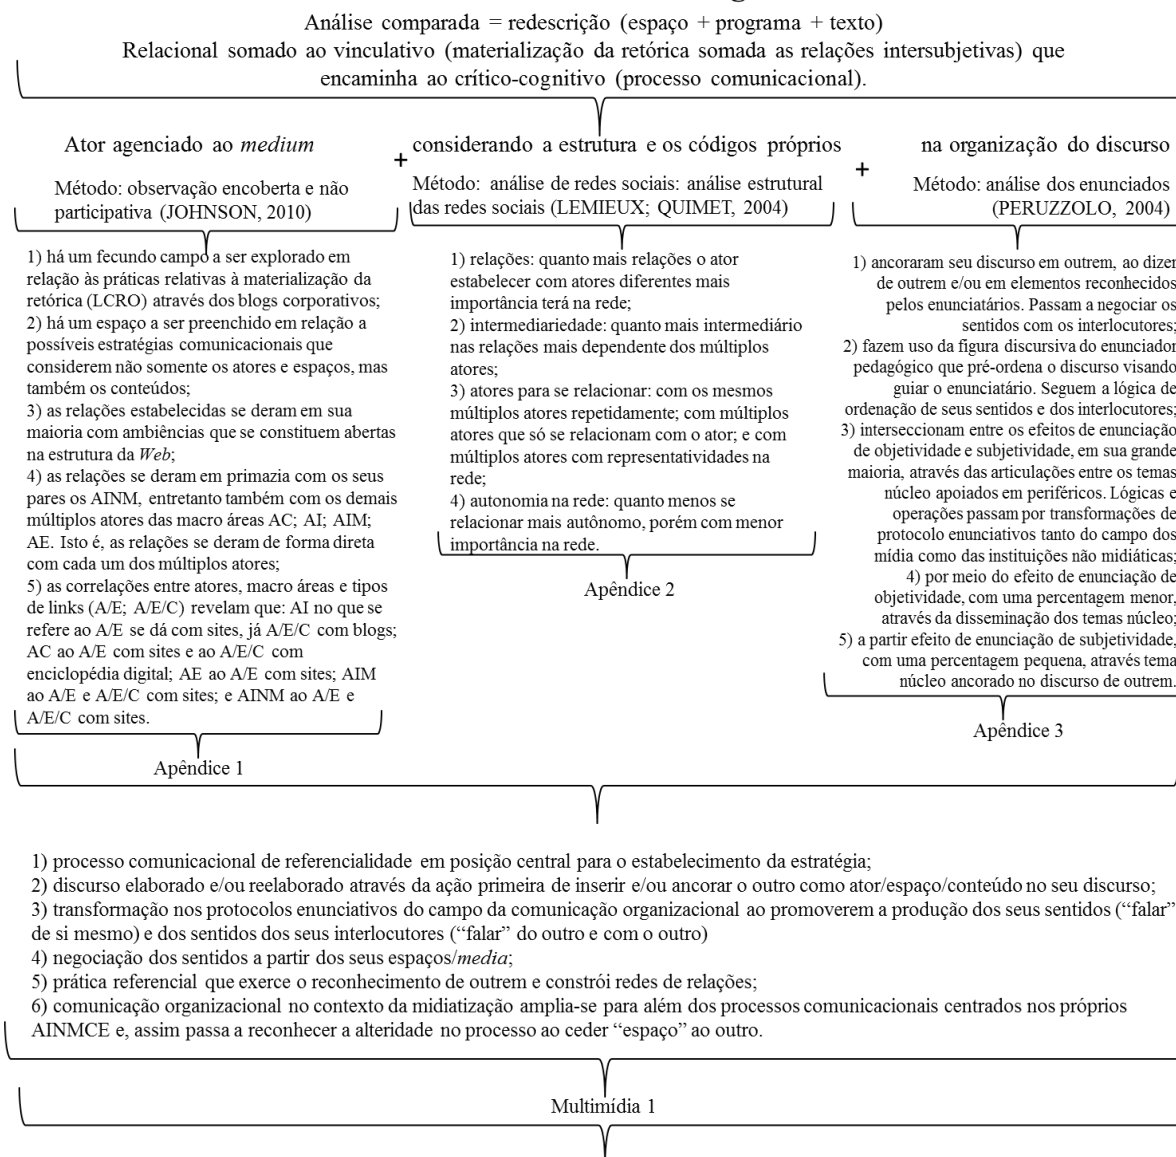 Análise comparada = redescrição (espaço + programa + texto)
Relacional somado ao vinculativo (materialização da retórica somada as relações intersubjetivas) que
encaminha ao crítico-cognitivo (processo comunicacional).
Ator agenciado ao medium
Método: observação encoberta e não
participativa (JOHNSON, 2010)
1) há um fecundo campo a ser explorado em
relação às práticas relativas à materialização da
retórica (LCRO) através dos blogs corporativos;
2) há um espaço a ser preenchido em relação a
possíveis estratégias comunicacionais que
considerem não somente os atores e espaços, mas
também os conteúdos;
3) as relações estabelecidas se deram em sua
maioria com ambiências que se constituem abertas
na estrutura da Web;
4) as relações se deram em primazia com os seus
pares os AINM, entretanto também com os demais
múltiplos atores das macro áreas AC; AI; AIM;
AE. Isto é, as relações se deram de forma direta
com cada um dos múltiplos atores;
5) as correlações entre atores, macro áreas e tipos
de links (A/E; A/E/C) revelam que: AI no que se
refere ao A/E se dá com sites, já A/E/C com blogs;
AC ao A/E com sites e ao A/E/C com
enciclopédia digital; AE ao A/E com sites; AIM
ao A/E e A/E/C com sites; e AINM ao A/E e
A/E/C com sites.
Apêndice 1
+
considerando a estrutura e os códigos próprios
Método: análise de redes sociais: análise estrutural
das redes sociais (LEMIEUX; QUIMET, 2004)
1) relações: quanto mais relações o ator
estabelecer com atores diferentes mais
importância terá na rede;
2) intermediariedade: quanto mais intermediário
nas relações mais dependente dos múltiplos
atores;
3) atores para se relacionar: com os mesmos
múltiplos atores repetidamente; com múltiplos
atores que só se relacionam com o ator; e com
múltiplos atores com representatividades na
rede;
4) autonomia na rede: quanto menos se
relacionar mais autônomo, porém com menor
importância na rede.
Apêndice 2
+
na organização do discurso
Método: análise dos enunciados
(PERUZZOLO, 2004)
1) ancoraram seu discurso em outrem, ao dizer
de outrem e/ou em elementos reconhecidos
pelos enunciatários. Passam a negociar os
sentidos com os interlocutores;
2) fazem uso da figura discursiva do enunciador
pedagógico que pré-ordena o discurso visando
guiar o enunciatário. Seguem a lógica de
ordenação de seus sentidos e dos interlocutores;
3) interseccionam entre os efeitos de enunciação
de objetividade e subjetividade, em sua grande
maioria, através das articulações entre os temas
núcleo apoiados em periféricos. Lógicas e
operações passam por transformações de
protocolo enunciativos tanto do campo dos
mídia como das instituições não midiáticas;
4) por meio do efeito de enunciação de
objetividade, com uma percentagem menor,
através da disseminação dos temas núcleo;
5) a partir efeito de enunciação de subjetividade,
com uma percentagem pequena, através tema
núcleo ancorado no discurso de outrem.
Apêndice 3
1) processo comunicacional de referencialidade em posição central para o estabelecimento da estratégia;
2) discurso elaborado e/ou reelaborado através da ação primeira de inserir e/ou ancorar o outro como ator/espaço/conteúdo no seu discurso;
3) transformação nos protocolos enunciativos do campo da comunicação organizacional ao promoverem a produção dos seus sentidos (“falar”
de si mesmo) e dos sentidos dos seus interlocutores (“falar” do outro e com o outro)
4) negociação dos sentidos a partir dos seus espaços/media;
5) prática referencial que exerce o reconhecimento de outrem e constrói redes de relações;
6) comunicação organizacional no contexto da midiatização amplia-se para além dos processos comunicacionais centrados nos próprios
AINMCE e, assim passa a reconhecer a alteridade no processo ao ceder “espaço” ao outro.
Multimídia 1